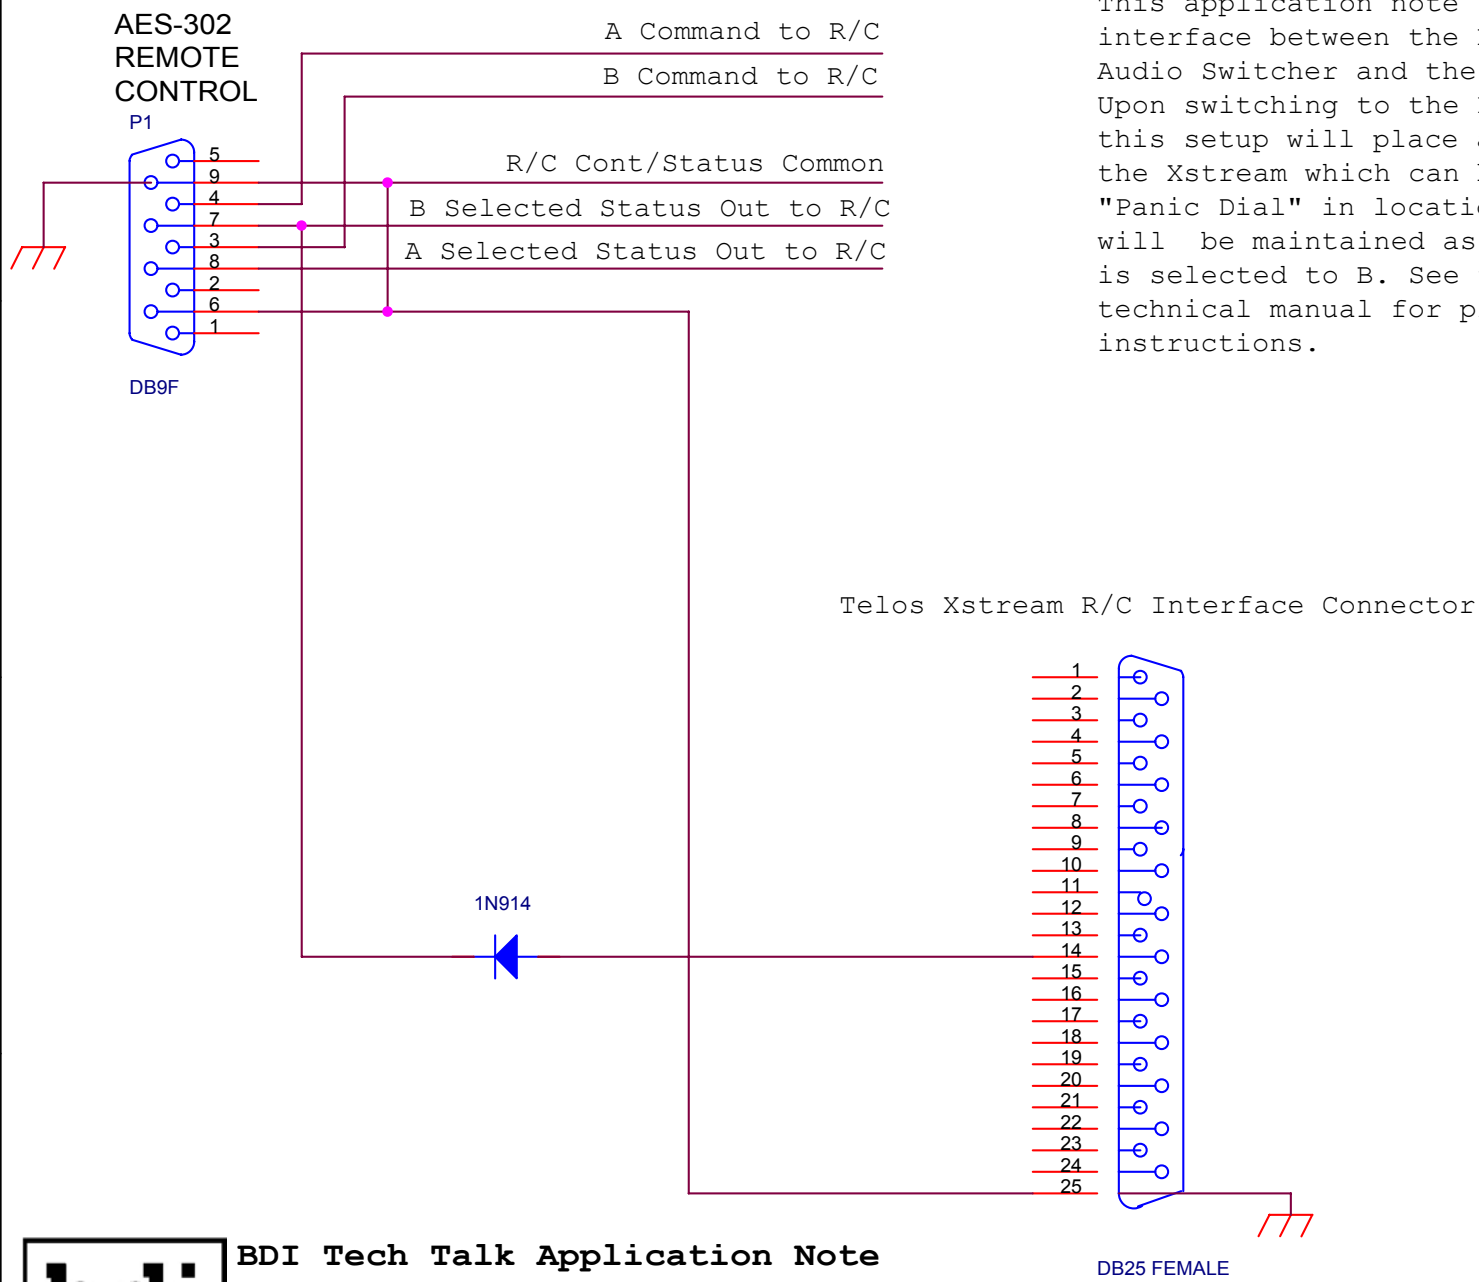 AES-302
REMOTE
CONTROL
P1
A Command to R/C
B Command to R/C
R/C Cont/Status Common
B Selected Status Out to R/C
A Selected Status Out to R/C
5
9
4
7
3
8
2
6
1
DB9F
This application note
interface between the
Audio Switcher and the
Upon switching to the
this setup will place
the Xstream which can
"Panic Dial" in
will be maintained as
is selected to B. See
technical manual for
instructions.
Telos Xstream R/C Interface Connector
1
2
3
4
5
6
7
8
9
10
11
12
13
14
15
16
17
18
19
20
21
22
23
24
25
1N914
DB25 FEMALE
bdi
BDI Tech Talk Application Note